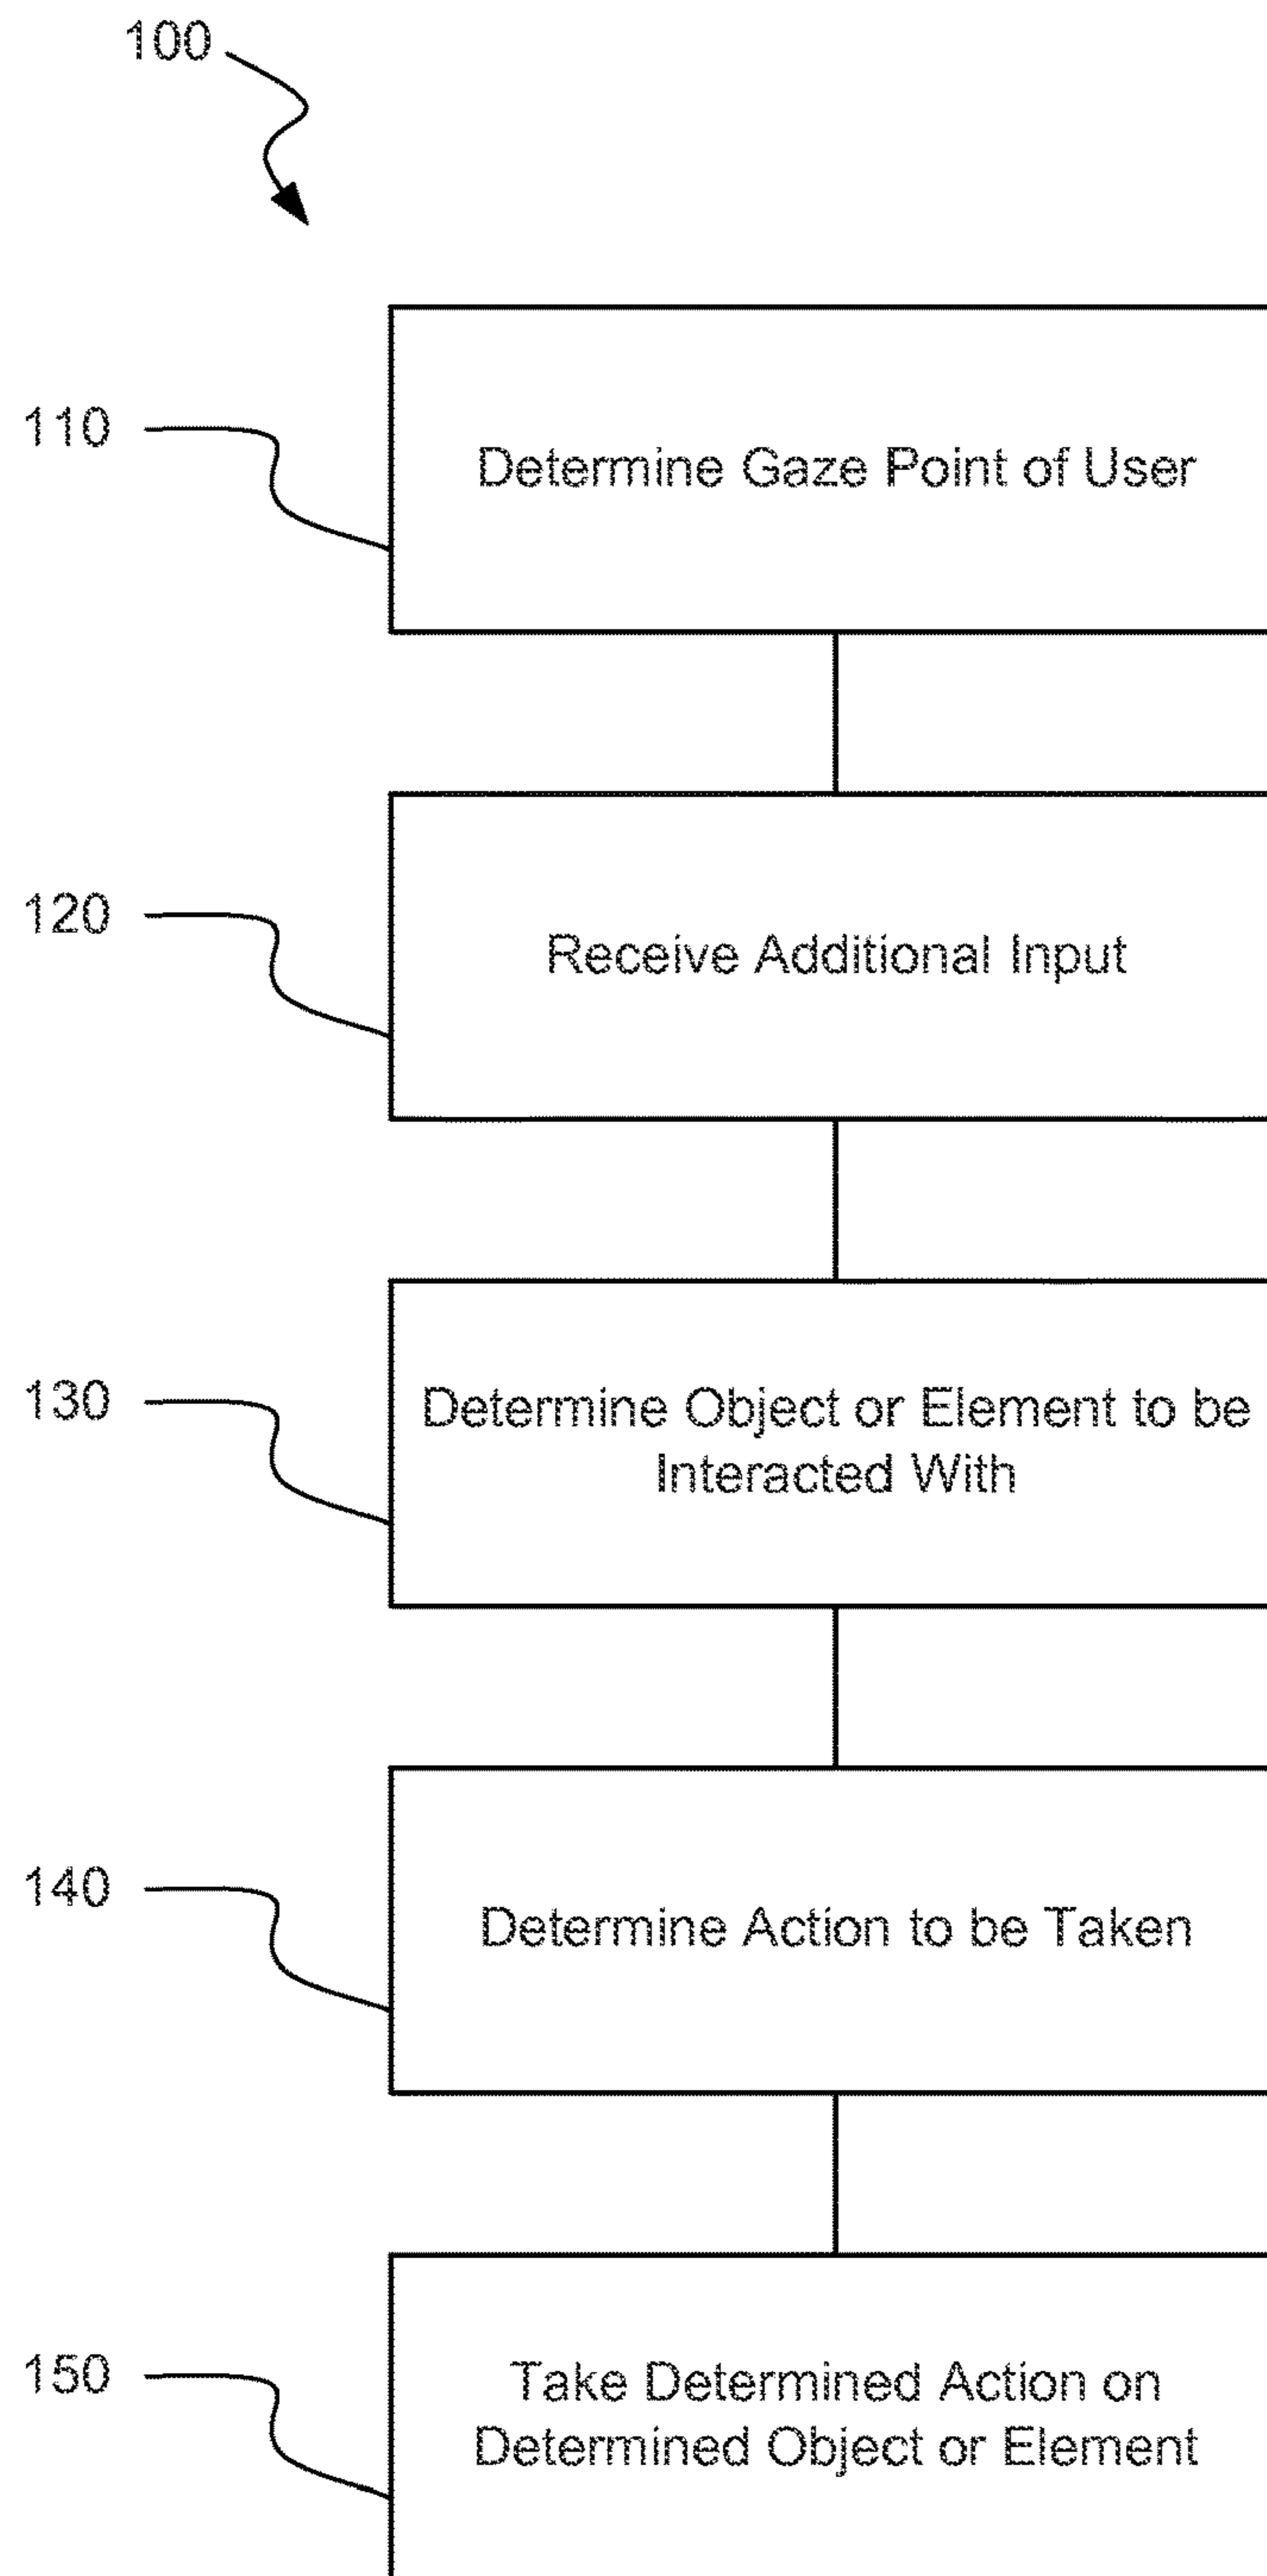 100
110
Determine Gaze Point of User
120
Receive Additional Input
130
Determine Object or Element to be
Interacted With
140
Determine Action to be Taken
150
Take Determined Action on
Determined Object or Element